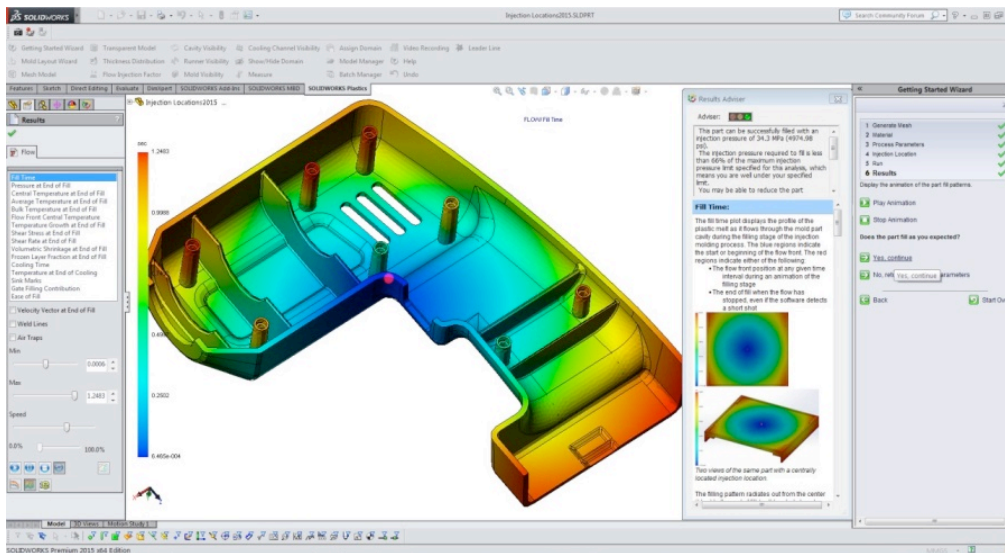 SOLIDWORKS
Injection Locations2015.SLDPRT
Search Community Forum
Getting Started Wizard
Transparent Model
Cavity Visibility
Cooling Channel Visibility
Assign Domain
Video Recording
Leader Line
Mold Layout Wizard
Thickness Distribution
Runner Visibility
Show/Hide Domain
Model Manager
Help
Mesh Model
Flow Injection Factor
Mold Visibility
Measure
Batch Manager
Undo
Features
Sketch
Direct Editing
Evaluate
DimXpert
SOLIDWORKS Add-Ins
SOLIDWORKS MBD
SOLIDWORKS Plastics
Injection Locations2015 ...
FLOW/Fill Time
Results
Flow
Fill Time
Pressure at End of Fill
Central Temperature at End of Fill
Average Temperature at End of Fill
Bulk Temperature at End of Fill
Flow Front Central Temperature
Temperature Growth at End of Fill
Shear Stress at End of Fill
Shear Rate at End of Fill
Volumetric Shrinkage at End of Fill
Frozen Layer Fraction at End of Fill
Cooling Time
Temperature at End of Cooling
Sink Marks
Gate Filling Contribution
Ease of Fill
Velocity Vector at End of Fill
Weld Lines
Air Traps
Min
0.0006
Max
1.2483
Speed
0.0%
100.0%
sec
1.2483
0.2502
6.465e-004
Results Adviser
Adviser:
The part can be successfully filled with an
injection pressure of 34.3 MPa (4974.98
psi).
The injection pressure required to fill is less
than 66% of the maximum injection
pressure limit specified for this analysis, which
means you are well under your specified
limit.
You may be able to reduce the part
Fill Time:
The fill time plot displays the profile of the
plastic melt as it flows through the mold part
cavity during the filling stage of the injection
molding process. The blue regions indicate
the start or beginning of the flow front. The
red regions indicate either of the following:
•The flow front position at any given time
interval during an animation of the
filling stage
•The end of fill when the flow has
stopped, even if the software detects
a short shot
Two views of the same part with a centrally
located injection location.
The filling pattern radiates out from the center
Getting Started Wizard
1 Generate Mesh
2 Material
3 Process Parameters
4 Injection Location
5 Run
6 Results
Display the animation of the part fill patterns.
Play Animation
Stop Animation
Does the part fill as you expected?
Yes, continue
Yes, continue
Back
Start Ov
Model
3D Views
Motion Study 1
SOLIDWORKS Premium 2015 x64 Edition